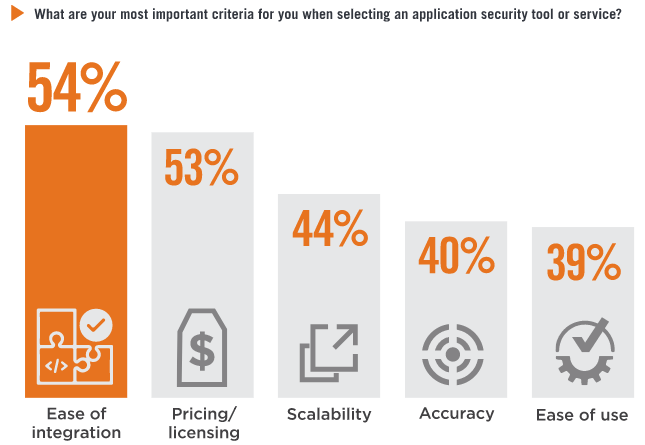 What are your most important criteria for you when selecting an application security tool or service?
54%
53%
44%
40%
39%
</>
$
Ease of
integration
Pricing/
licensing
Scalability
Accuracy
Ease of use